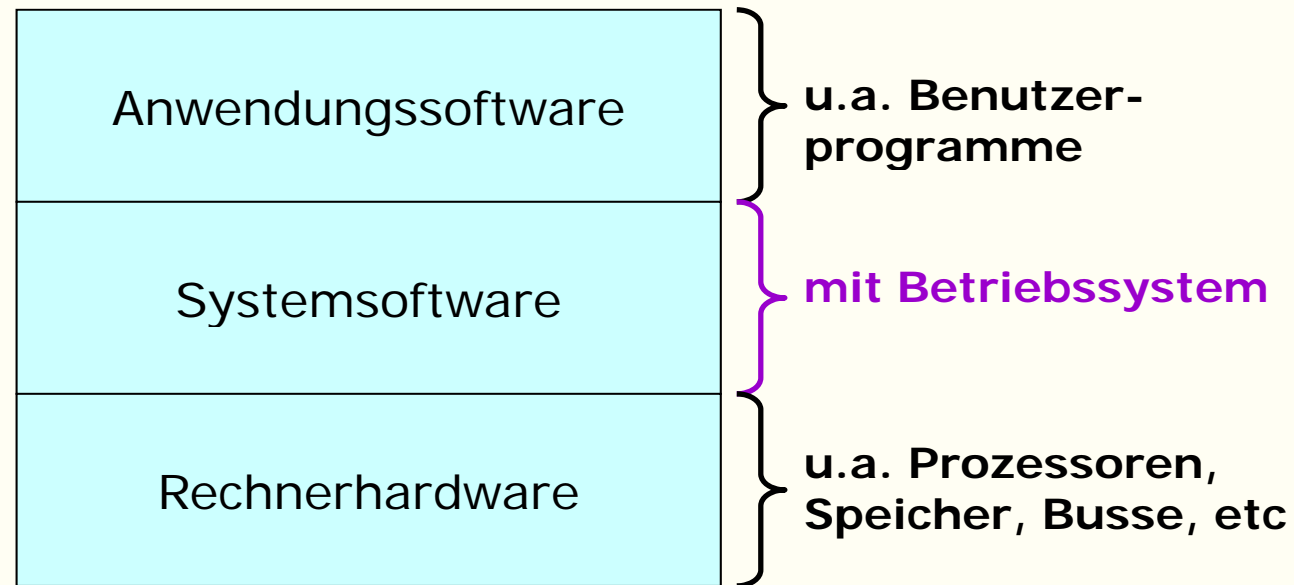 Anwendungssoftware
u.a. Benutzer-
programme
Systemsoftware
mit Betriebssystem
Rechnerhardware
u.a. Prozessoren,
Speicher, Busse, etc